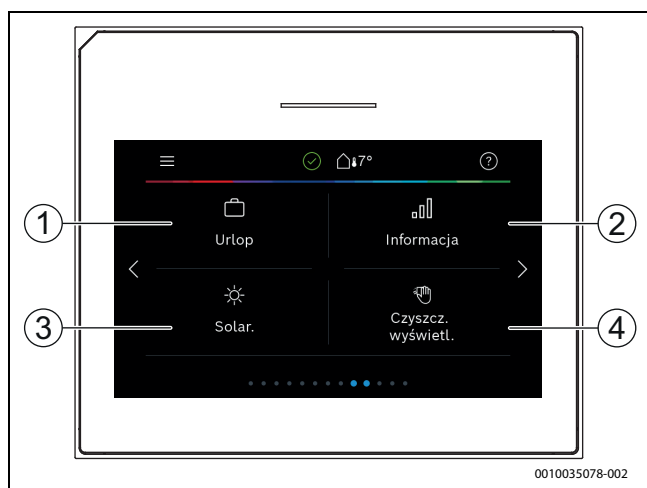 7°
?
1
Urlop
Informacja
2
3
Solar.
Czyszcz.
wyświetl.
4
0010035078-002